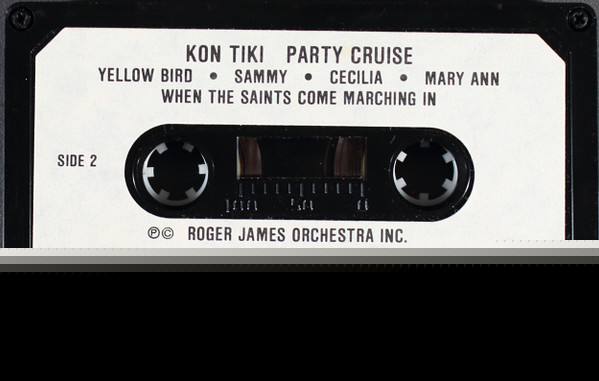 KON TIKI PARTY CRUISE
YELLOW BIRD • SAMMY • CECILIA • MARY ANN
WHEN THE SAINTS COME MARCHING IN
SIDE 2
ⓅⒸ ROGER JAMES ORCHESTRA INC.